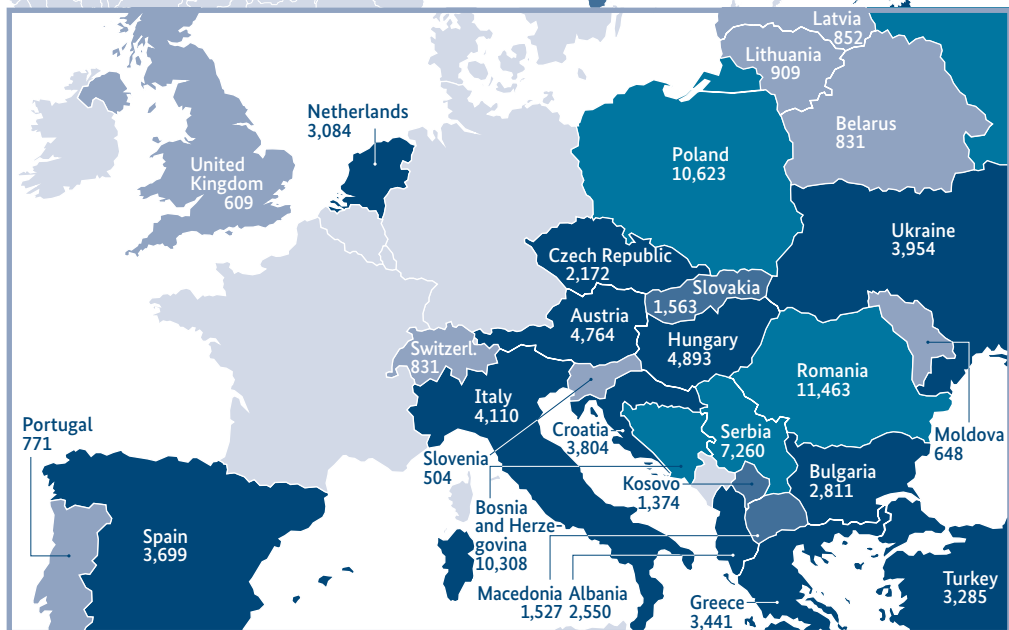 Latvia
852
Lithuania
909
Belarus
831
Netherlands
3,084
United
Kingdom
609
Poland
10,623
Ukraine
3,954
Czech Republic
2,172
Slovakia
1,563
Austria
4,764
Hungary
4,893
Switzerl.
831
Romania
11,463
Italy
4,110
Portugal
771
Croatia
3,804
Serbia
7,260
Moldova
648
Slovenia
504
Kosovo
1,374
Bulgaria
2,811
Bosnia
and Herze-
govina
10,308
Spain
3,699
Macedonia
1,527
Albania
2,550
Greece
3,441
Turkey
3,285